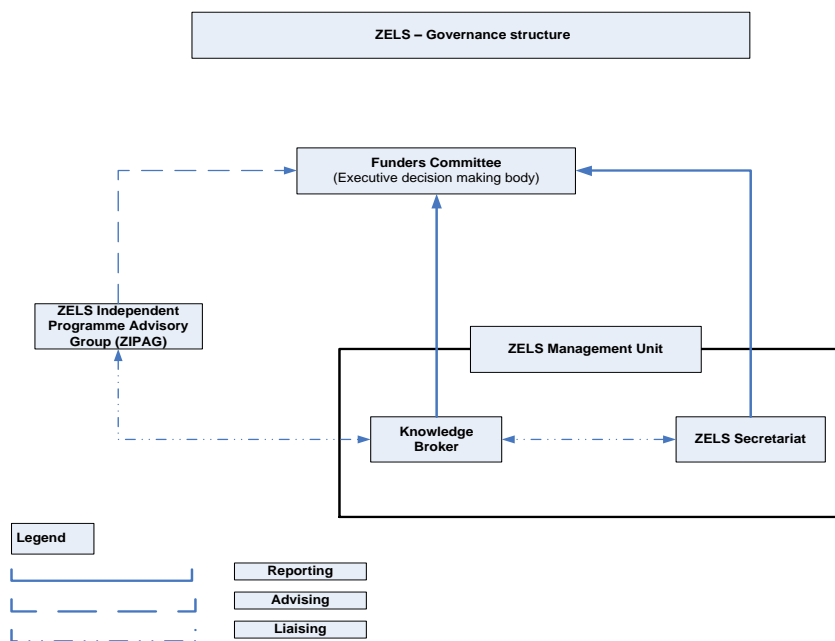 ZELS – Governance structure
Funders Committee
(Executive decision making body)
ZELS Independent
Programme Advisory
Group (ZIPAG)
ZELS Management Unit
Knowledge
Broker
ZELS Secretariat
Legend
Reporting
Advising
Liaising